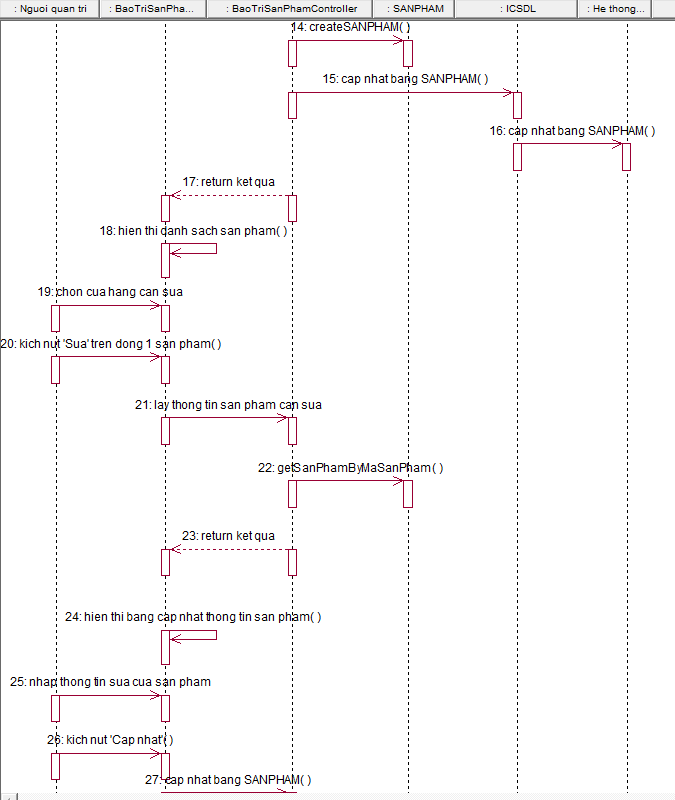 : Nguoi quan tri
: BaoTriSanPha...
: BaoTriSanPhamController
: SANPHAM
: ICSDL
: He thong...
14: createSANPHAM( )
15: cap nhat bang SANPHAM( )
16: cap nhat bang SANPHAM( )
17: return ket qua
18: hien thi danh sach san pham( )
19: chon cua hang can sua
20: kich nut 'Sua' tren dong 1 san pham( )
21: lay thong tin san pham can sua
22: getSanPhamByMaSanPham( )
23: return ket qua
24: hien thi bang cap nhat thong tin san pham( )
25: nhap thong tin sua cua san pham
26: kich nut 'Cap nhat'( )
27: cap nhat bang SANPHAM( )